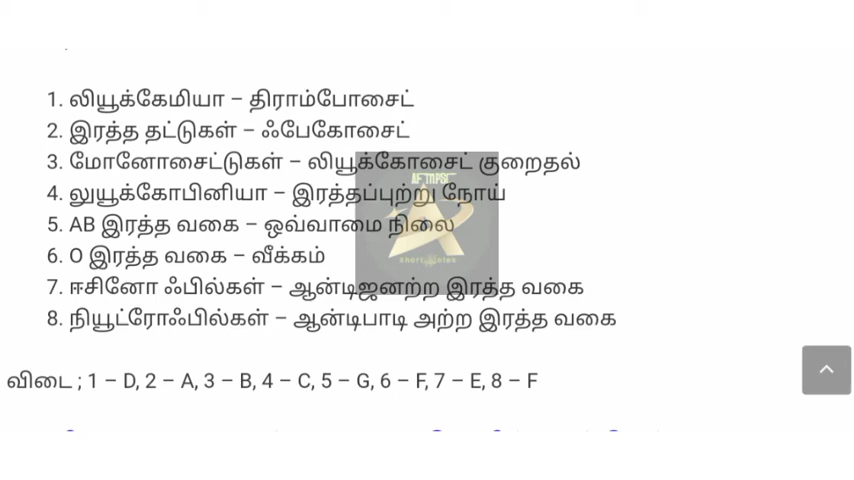 1. லியூக்கேமியா – திராம்போசைட்
2. இரத்த தட்டுகள் – ஃபேகோசைட்
3. மோனோசைட்டுகள் – லியூக்கோசைட் குறைதல்
AF TNPSC
4. லுயூக்கோபினியா – இரத்தப்புற்று நோய்
5. AB இரத்த வகை – ஒவ்வாமை நிலை
6. O இரத்த வகை – வீக்கம்
7. ஈசினோ ஃபில்கள் – ஆன்டிஜனற்ற இரத்த வகை
8. நியூட்ரோஃபில்கள் – ஆன்டிபாடி அற்ற இரத்த வகை
விடை ; 1 – D, 2 – A, 3 – B, 4 – C, 5 – G, 6 – F, 7 – E, 8 – F